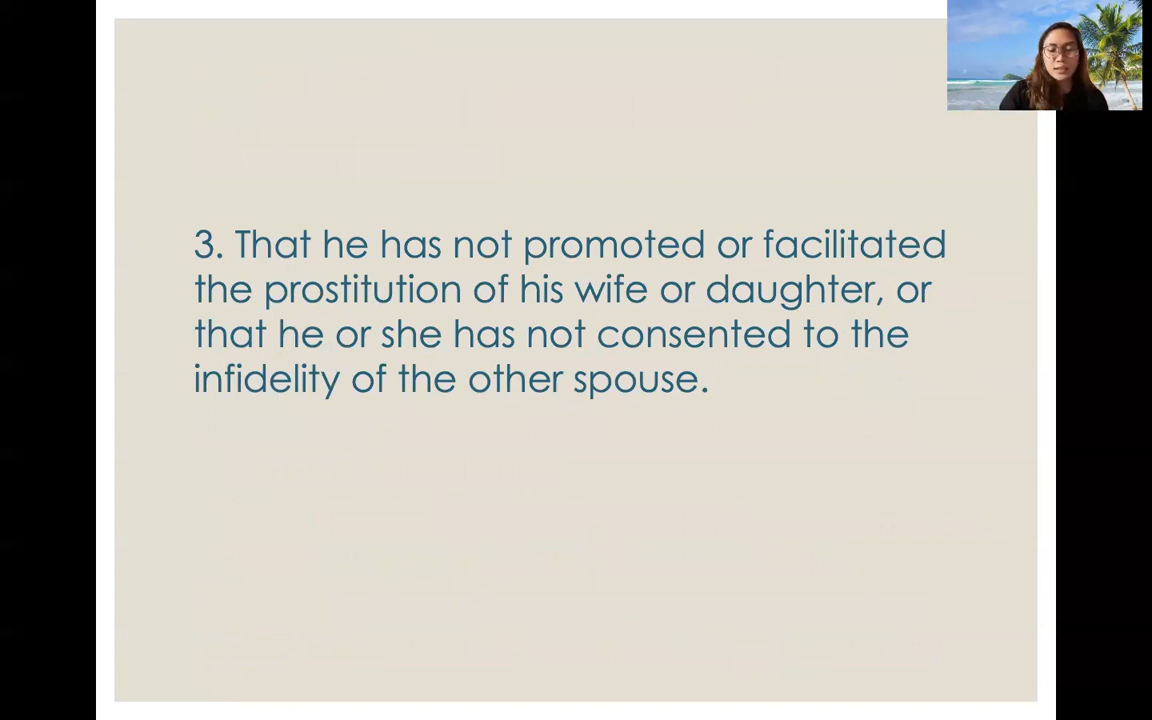 3. That he has not promoted or facilitated
the prostitution of his wife or daughter, or
that he or she has not consented to the
infidelity of the other spouse.